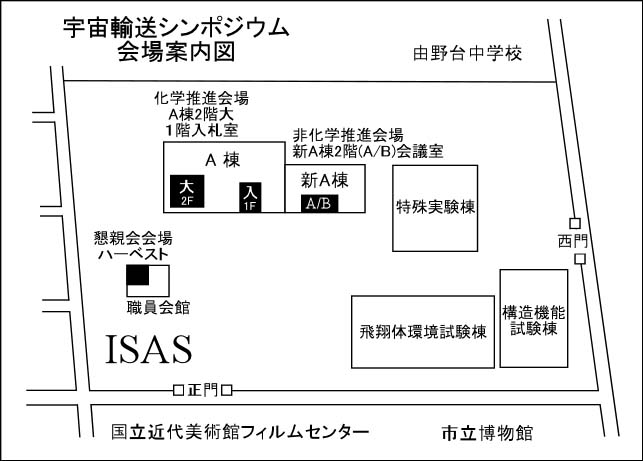 宇宙輸送シンポジウム
会場案内図
由野台中学校
化学推進会場
A棟2階大
1階入札室
非化学推進会場
新A棟2階(A/B)会議室
A 棟
新A棟
大
2F
入
1F
A/B
特殊実験棟
西門
懇親会会場
ハーベスト
職員会館
飛翔体環境試験棟
構造機能
試験棟
ISAS
正門
国立近代美術館フィルムセンター
市立博物館